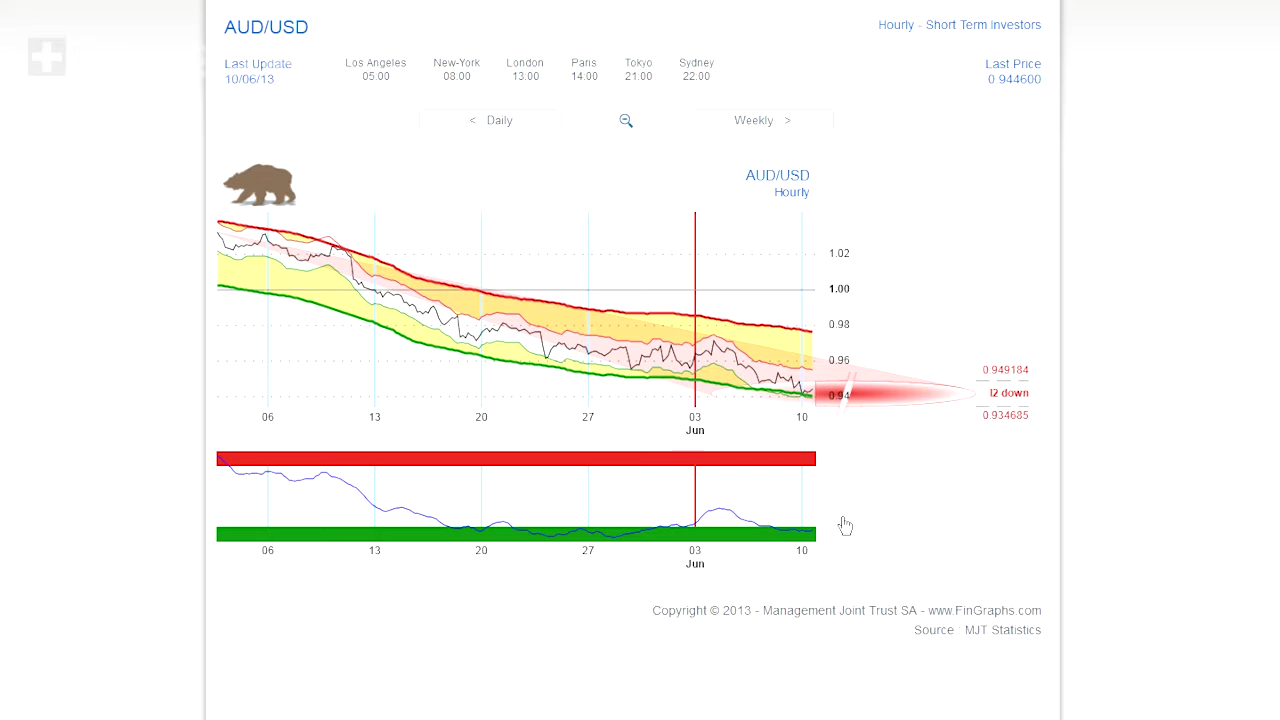 AUD/USD
Hourly - Short Term Investors
Last Update
10/06/13
Los Angeles
05:00
New-York
08:00
London
13:00
Paris
14:00
Tokyo
21:00
Sydney
22:00
Last Price
0.944600
< Daily
Weekly >
AUD/USD
Hourly
1.02
1.00
0.98
0.96
0.94
0.949184
I2 down
0.934685
06 13 20 27 03 10
Jun
06 13 20 27 03 10
Jun
Copyright © 2013 - Management Joint Trust SA - www.FinGraphs.com
Source : MJT Statistics